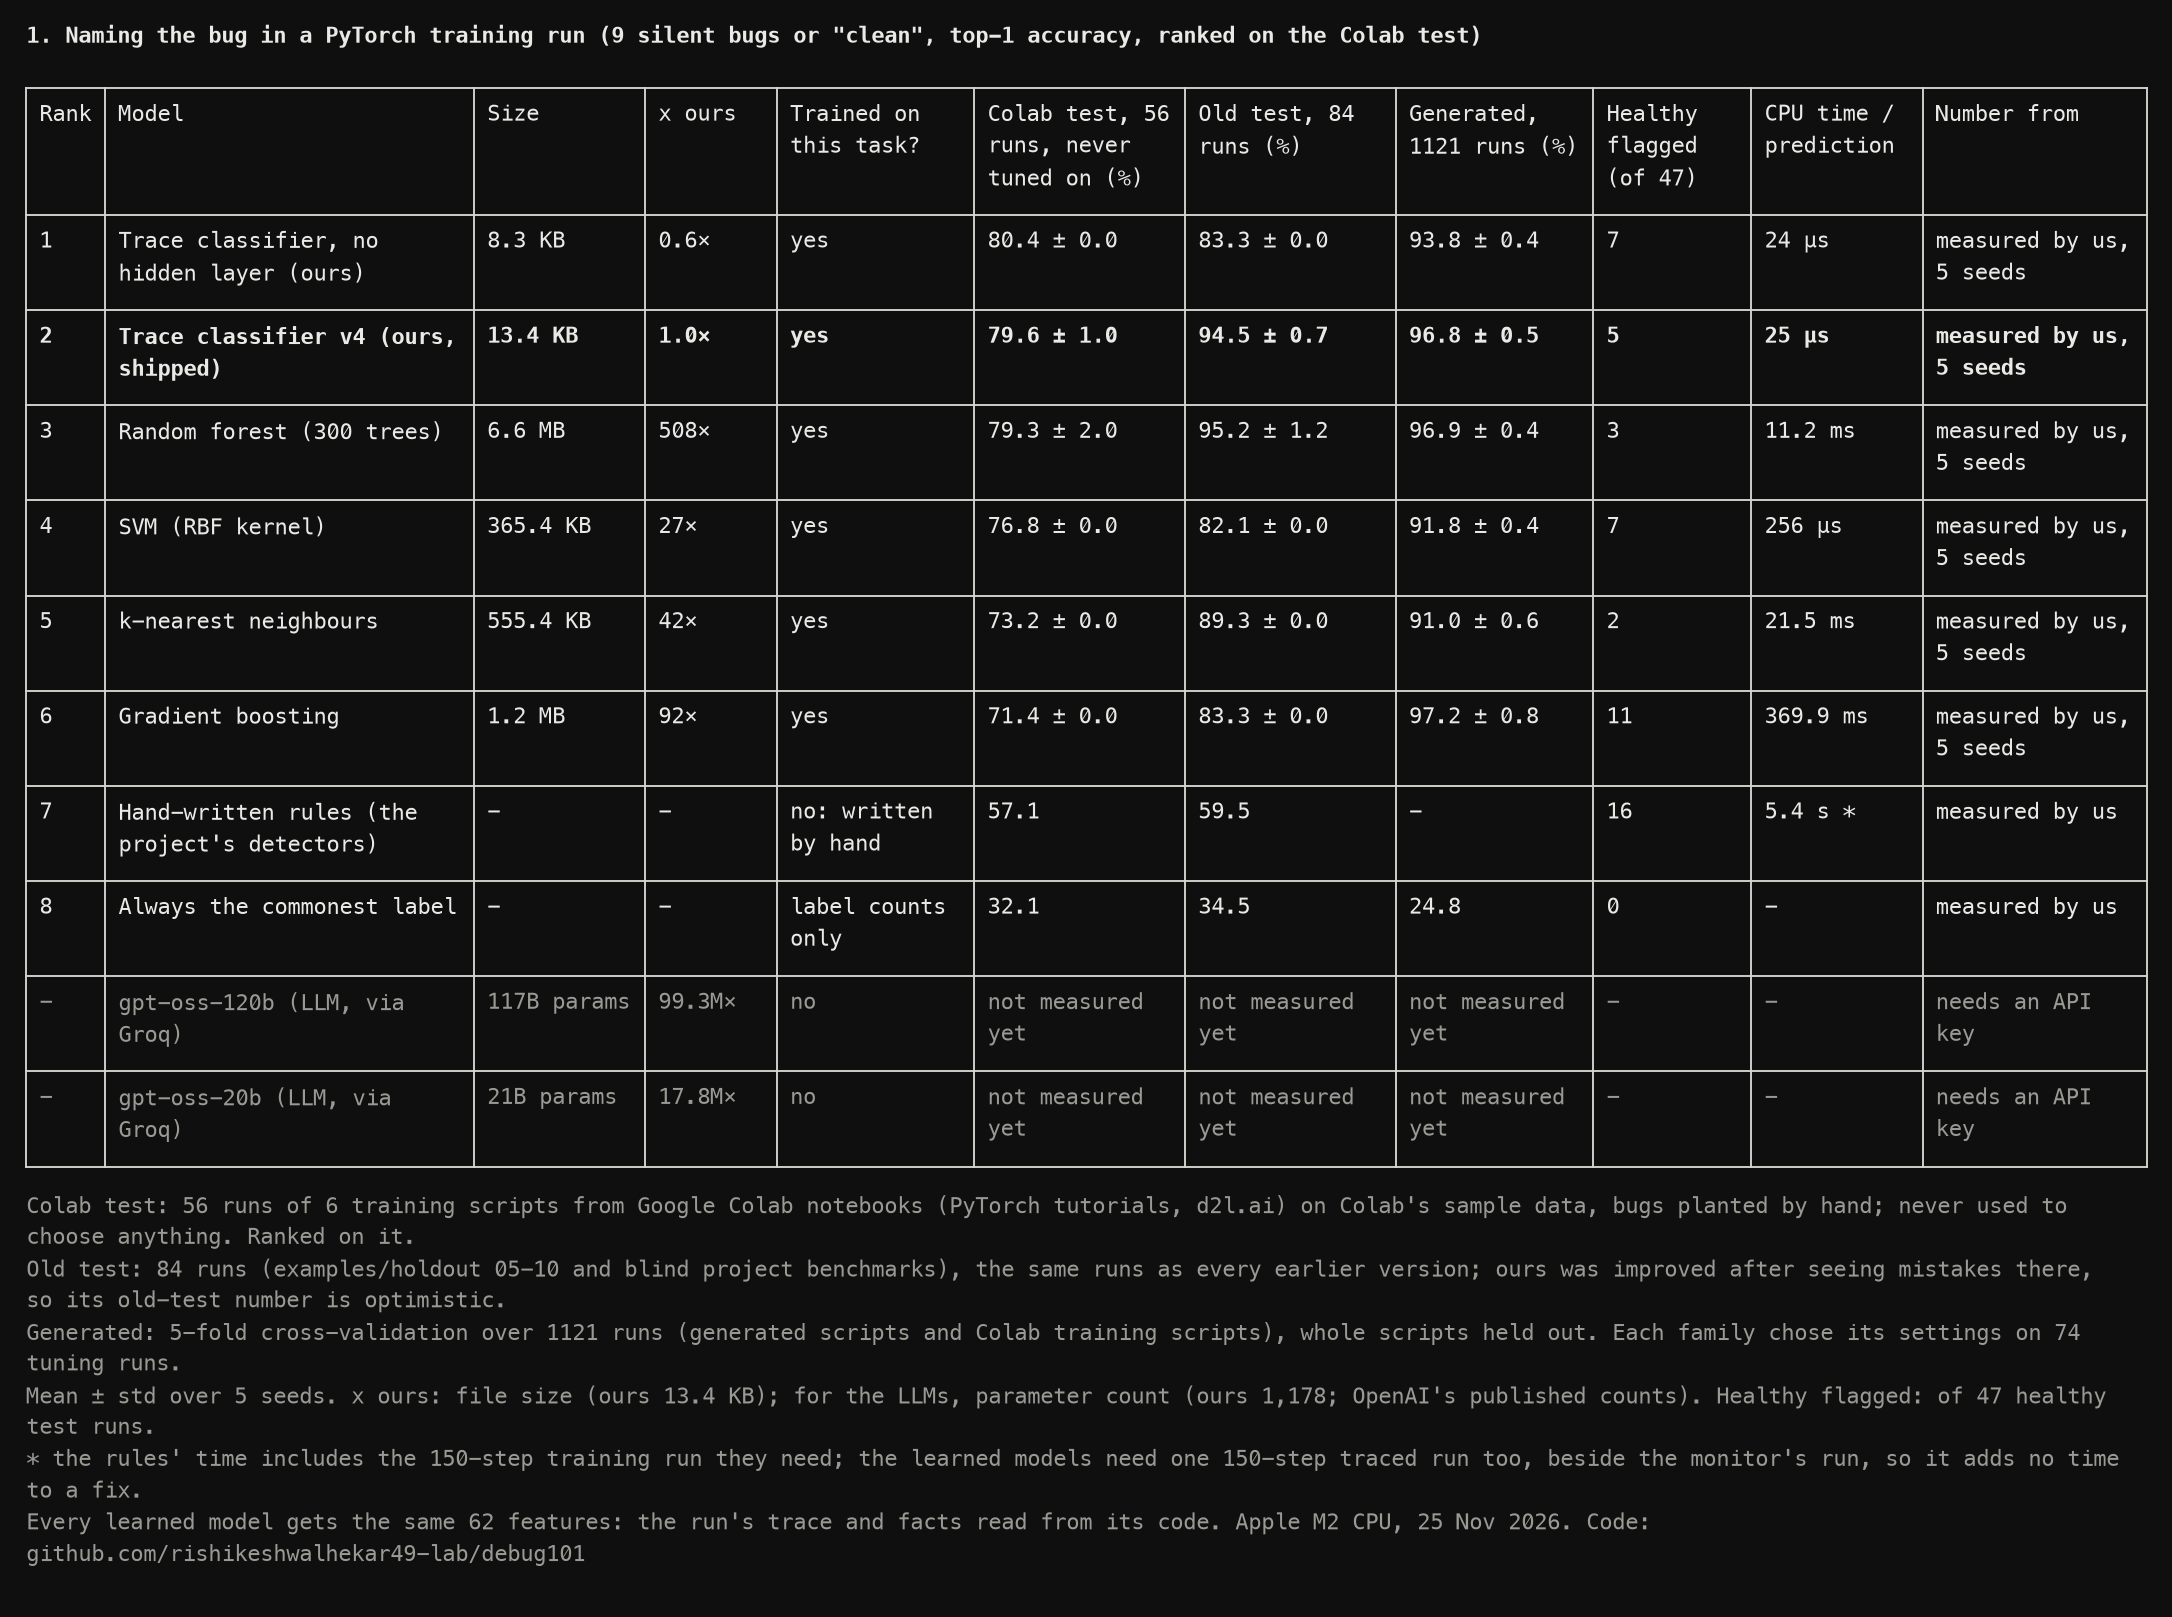 1. Naming the bug in a PyTorch training run (9 silent bugs or "clean", top−1 accuracy, ranked on the Colab test)
Rank Model Size x ours Trained on this task? Colab test, 56 runs, never tuned on (%) Old test, 84 runs (%) Generated, 1121 runs (%) Healthy flagged (of 47) CPU time / prediction Number from
1 Trace classifier, no hidden layer (ours) 8.3 KB 0.6× yes 80.4 ± 0.0 83.3 ± 0.0 93.8 ± 0.4 7 24 µs measured by us, 5 seeds
2 Trace classifier v4 (ours, shipped) 13.4 KB 1.0× yes 79.6 ± 1.0 94.5 ± 0.7 96.8 ± 0.5 5 25 µs measured by us, 5 seeds
3 Random forest (300 trees) 6.6 MB 508× yes 79.3 ± 2.0 95.2 ± 1.2 96.9 ± 0.4 3 11.2 ms measured by us, 5 seeds
4 SVM (RBF kernel) 365.4 KB 27× yes 76.8 ± 0.0 82.1 ± 0.0 91.8 ± 0.4 7 256 µs measured by us, 5 seeds
5 k−nearest neighbours 555.4 KB 42× yes 73.2 ± 0.0 89.3 ± 0.0 91.0 ± 0.6 2 21.5 ms measured by us, 5 seeds
6 Gradient boosting 1.2 MB 92× yes 71.4 ± 0.0 83.3 ± 0.0 97.2 ± 0.8 11 369.9 ms measured by us, 5 seeds
7 Hand−written rules (the project's detectors) − − no: written by hand 57.1 59.5 − 16 5.4 s * measured by us
8 Always the commonest label − − label counts only 32.1 34.5 24.8 0 − measured by us
− gpt−oss−120b (LLM, via Groq) 117B params 99.3M× no not measured yet not measured yet not measured yet − − needs an API key
− gpt−oss−20b (LLM, via Groq) 21B params 17.8M× no not measured yet not measured yet not measured yet − − needs an API key
Colab test: 56 runs of 6 training scripts from Google Colab notebooks (PyTorch tutorials, d2l.ai) on Colab's sample data, bugs planted by hand; never used to
choose anything. Ranked on it.
Old test: 84 runs (examples/holdout 05−10 and blind project benchmarks), the same runs as every earlier version; ours was improved after seeing mistakes there,
so its old−test number is optimistic.
Generated: 5−fold cross−validation over 1121 runs (generated scripts and Colab training scripts), whole scripts held out. Each family chose its settings on 74
tuning runs.
Mean ± std over 5 seeds. x ours: file size (ours 13.4 KB); for the LLMs, parameter count (ours 1,178; OpenAI's published counts). Healthy flagged: of 47 healthy
test runs.
* the rules' time includes the 150−step training run they need; the learned models need one 150−step traced run too, beside the monitor's run, so it adds no time
to a fix.
Every learned model gets the same 62 features: the run's trace and facts read from its code. Apple M2 CPU, 25 Nov 2026. Code:
github.com/rishikeshwalhekar49−lab/debug101